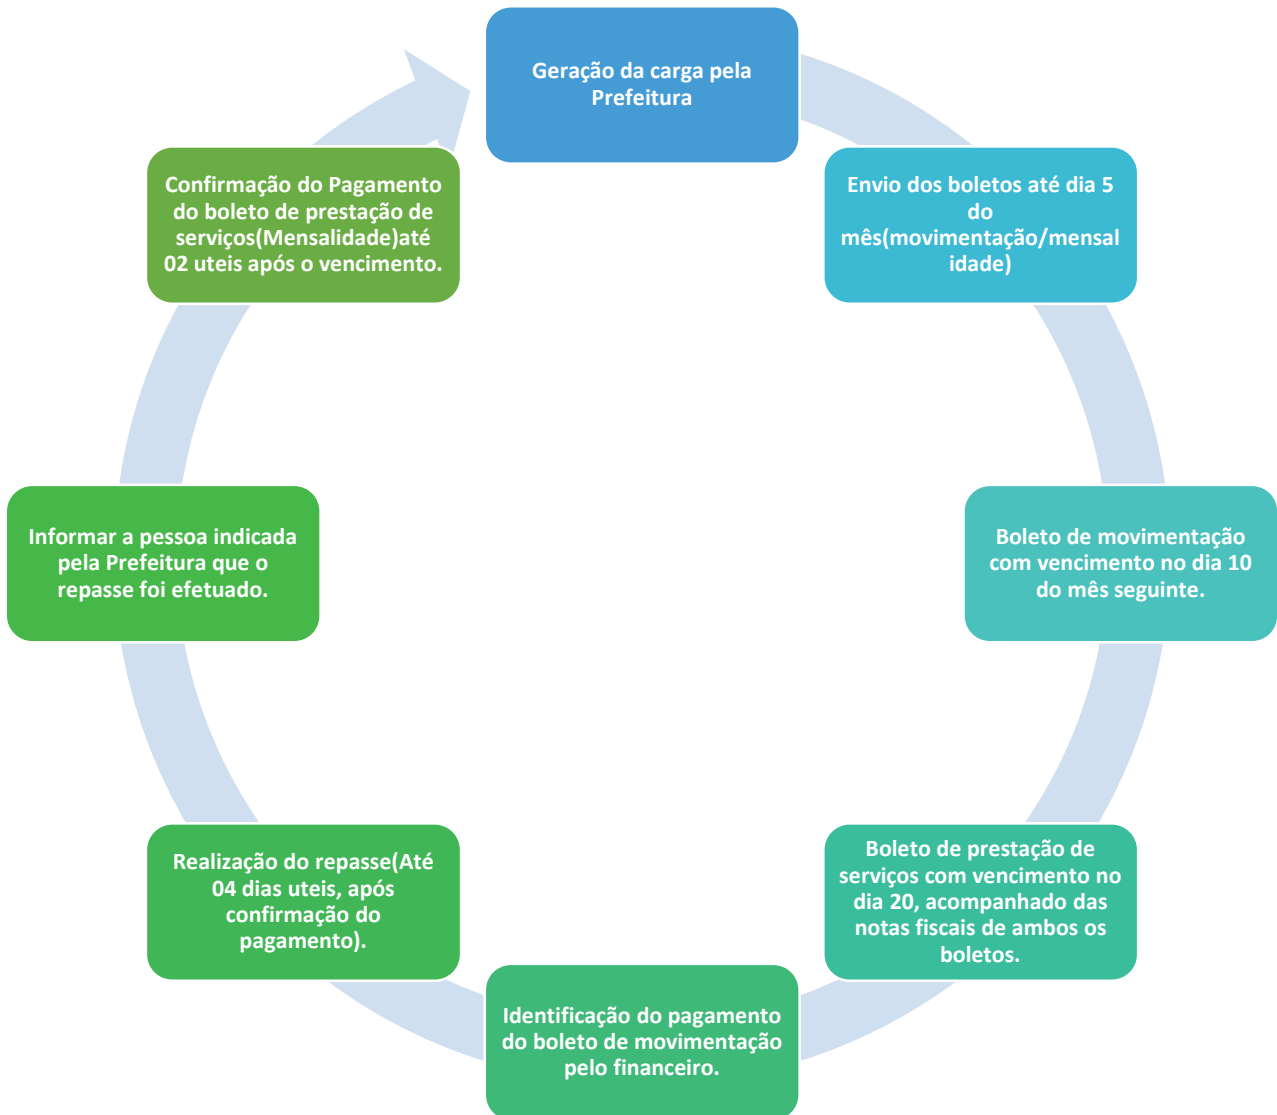 Geração da carga pela
Prefeitura
Envio dos boletos até dia 5
do
mês(movimentação/mensal
idade)
Boleto de movimentação
com vencimento no dia 10
do mês seguinte.
Boleto de prestação de
serviços com vencimento no
dia 20, acompanhado das
notas fiscais de ambos os
boletos.
Identificação do pagamento
do boleto de movimentação
pelo financeiro.
Realização do repasse(Até
04 dias uteis, após
confirmação do
pagamento).
Informar a pessoa indicada
pela Prefeitura que o
repasse foi efetuado.
Confirmação do Pagamento
do boleto de prestação de
serviços(Mensalidade)até
02 uteis após o vencimento.